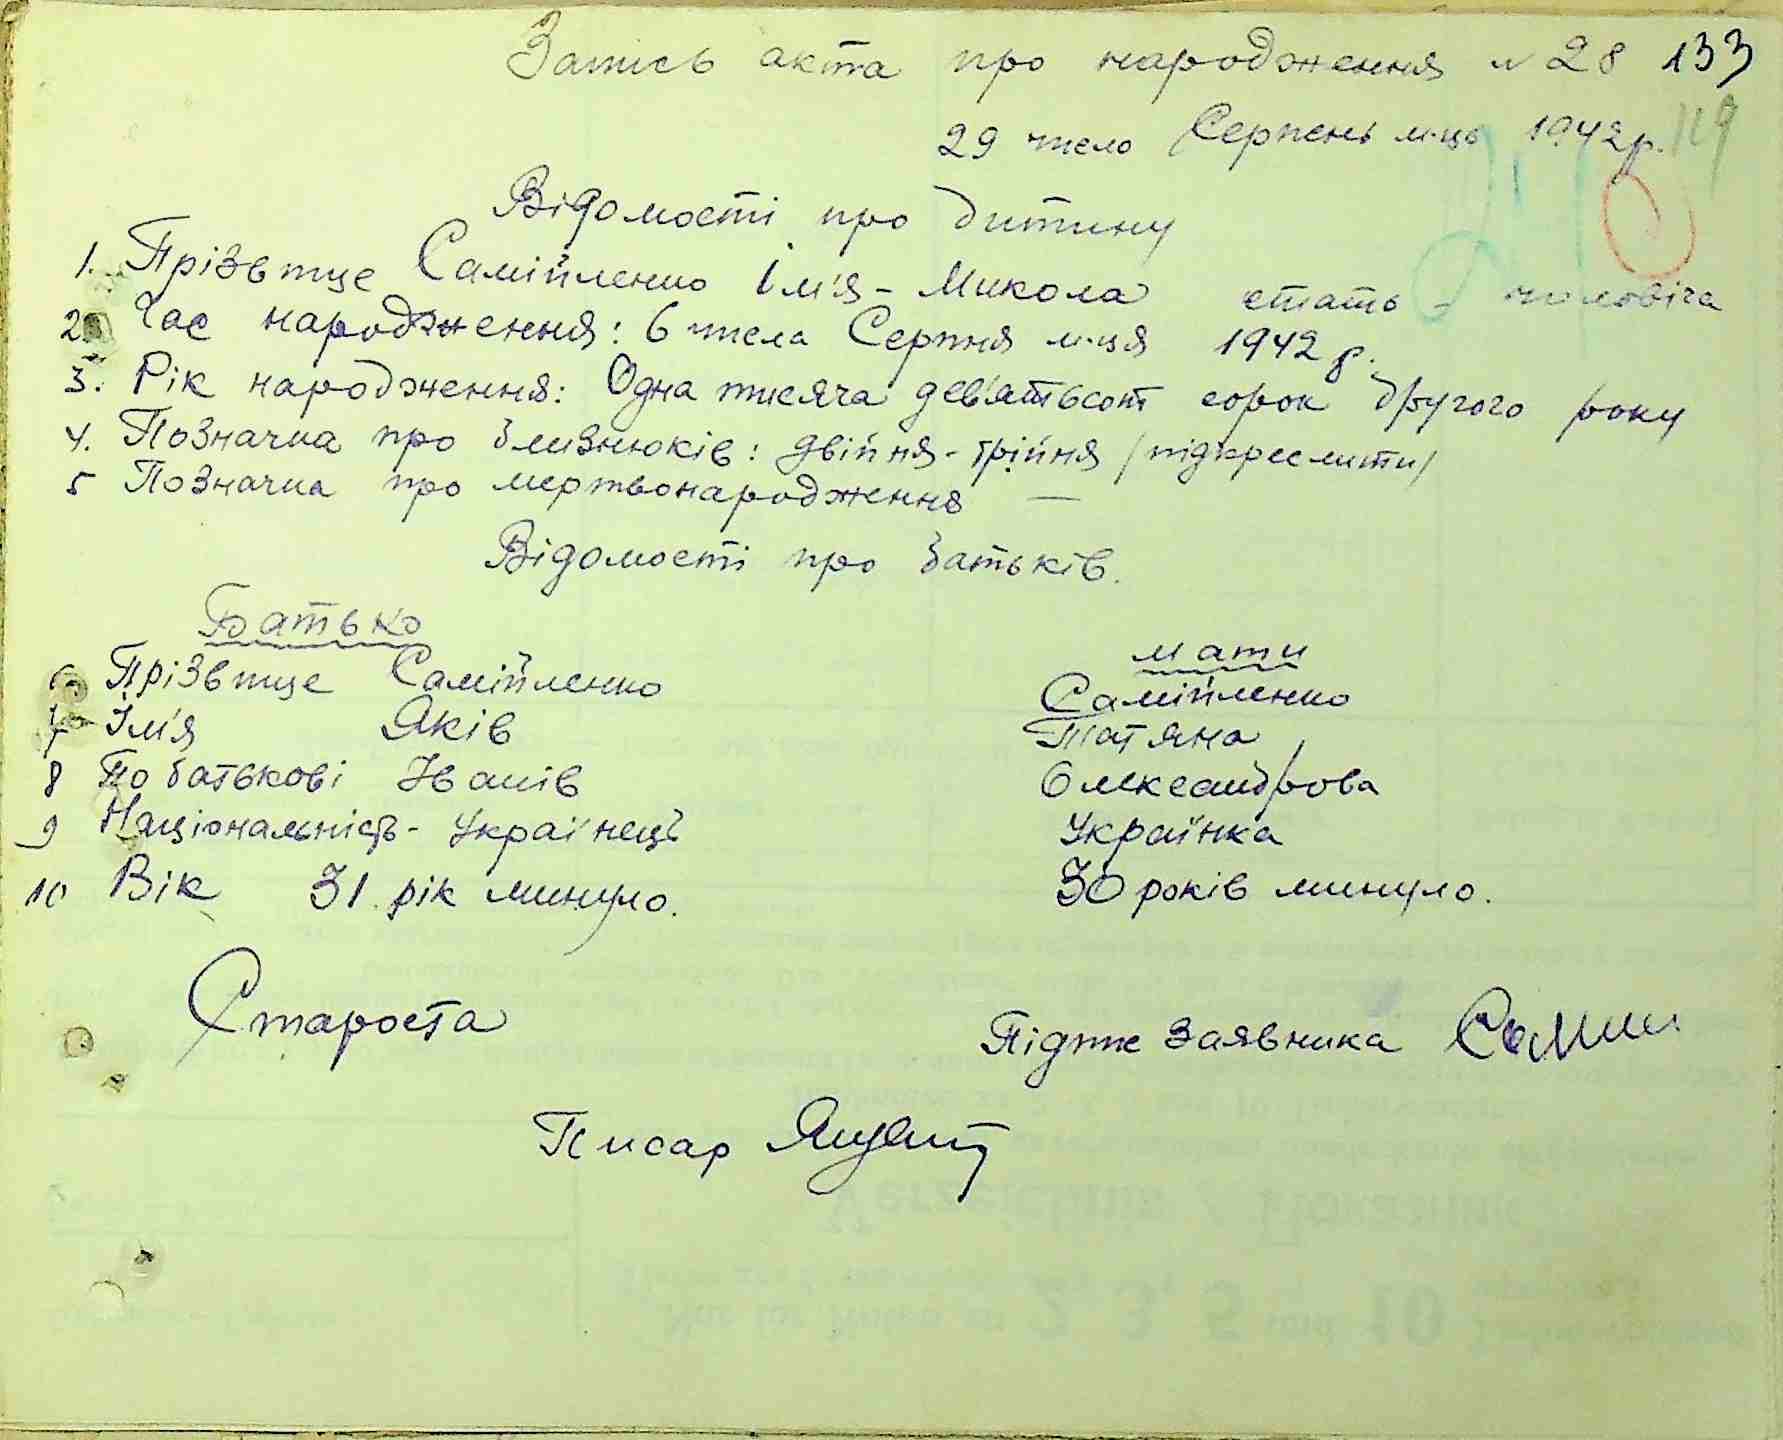 Запись акта про народження № 28 133
29 число Серпень м-ць 1942 р. 119
Відомості про дитину
1. Прізвище Самійленко Ім'я - Микола стать - чоловіча
2. Час народження: 6 числа Серпня м-ця 1942 р.
3. Рік народження: Одна тисяча дев'ятьсот сорок другого року
4. Позначка про близнюків: двійня - трійня /підкреслити/
5 Позначка про мертвонародження —
Відомості про батьків.
Батько мати
6 Прізвище Самійленко Самійленко
7 Ім'я Яків Татяна
8 По батькові Іванів Олександрова
9 Національність - Українець Українка
10 Вік 31 рік минуло. 30 років минуло.
Староста
Підпис заявника
Писар